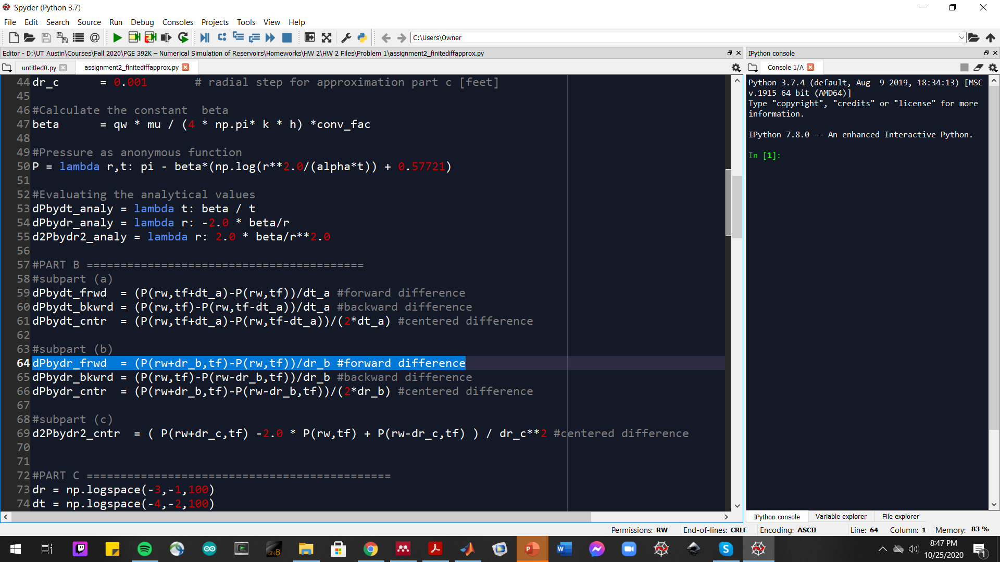 Spyder (Python 3.7)
File Edit Search Source Run Debug Consoles Projects Tools View Help
C:\Users\Owner
Editor - D:\UT Austin\Courses\Fall 2020\PGE 392K – Numerical Simulation of Reservoirs\Homeworks\HW 2\HW 2 Files\Problem 1\assignment2_finitediffapprox.py
untitled0.py assignment2_finitediffapprox.py
44 dr_c      = 0.001       # radial step for approximation part c [feet]
45
46 #Calculate the constant  beta
47 beta      = qw * mu / (4 * np.pi* k * h) *conv_fac
48
49 #Pressure as anonymous function
50 P = lambda r,t: pi - beta*(np.log(r**2.0/(alpha*t)) + 0.57721)
51
52 #Evaluating the analytical values
53 dPbydt_analy = lambda t: beta / t
54 dPbydr_analy = lambda r: -2.0 * beta/r
55 d2Pbydr2_analy = lambda r: 2.0 * beta/r**2.0
56
57 #PART B =========================================
58 #subpart (a)
59 dPbydt_frwd  = (P(rw,tf+dt_a)-P(rw,tf))/dt_a #forward difference
60 dPbydt_bkwrd = (P(rw,tf)-P(rw,tf-dt_a))/dt_a #backward difference
61 dPbydt_cntr  = (P(rw,tf+dt_a)-P(rw,tf-dt_a))/(2*dt_a) #centered difference
62
63 #subpart (b)
64 dPbydr_frwd  = (P(rw+dr_b,tf)-P(rw,tf))/dr_b #forward difference
65 dPbydr_bkwrd = (P(rw,tf)-P(rw-dr_b,tf))/dr_b #backward difference
66 dPbydr_cntr  = (P(rw+dr_b,tf)-P(rw-dr_b,tf))/(2*dr_b) #centered difference
67
68 #subpart (c)
69 d2Pbydr2_cntr  = ( P(rw+dr_c,tf) -2.0 * P(rw,tf) + P(rw-dr_c,tf) ) / dr_c**2 #centered difference
70
71
72 #PART C =============================================
73 dr = np.logspace(-3,-1,100)
74 dt = np.logspace(-4,-2,100)
IPython console
Console 1/A
Python 3.7.4 (default, Aug  9 2019, 18:34:13) [MSC
v.1915 64 bit (AMD64)]
Type "copyright", "credits" or "license" for more
information.
IPython 7.8.0 -- An enhanced Interactive Python.
In [1]:
IPython console Variable explorer File explorer
Permissions: RW End-of-lines: CRLF Encoding: ASCII Line: 64 Column: 1 Memory: 83 %
SN8
8:47 PM
10/25/2020
1